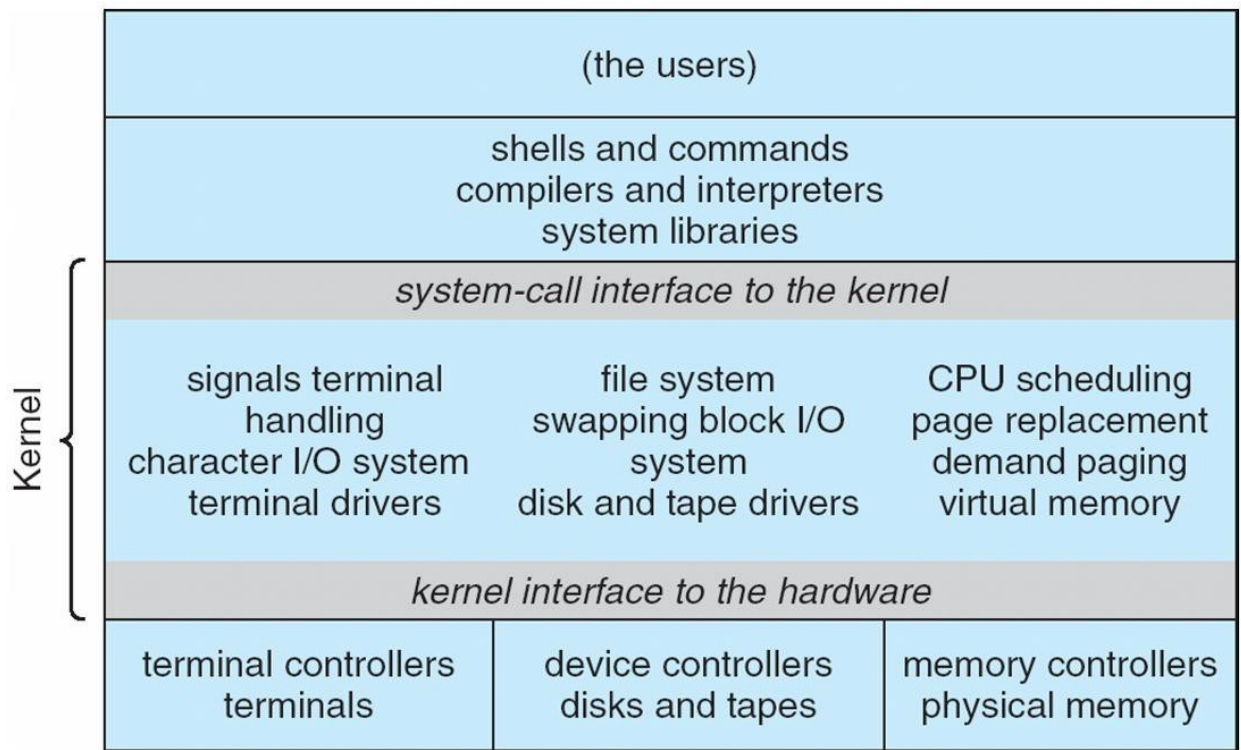 (the users)
shells and commands
compilers and interpreters
system libraries
Kernel
system-call interface to the kernel
signals terminal
handling
character I/O system
terminal drivers
file system
swapping block I/O
system
disk and tape drivers
CPU scheduling
page replacement
demand paging
virtual memory
kernel interface to the hardware
terminal controllers
terminals
device controllers
disks and tapes
memory controllers
physical memory